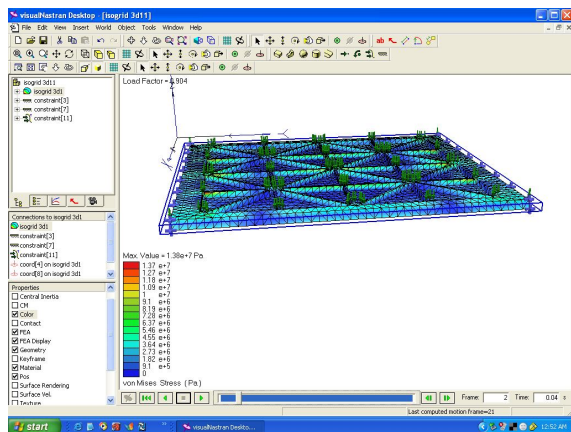 visualNastran Desktop - [isogrid 3d11]
File Edit View Insert World Object Tools Window Help
isogrid 3d11
isogrid 3d1
constraint[3]
constraint[7]
constraint[11]
Connections to isogrid 3d1
isogrid 3d1
constraint[3]
constraint[7]
constraint[11]
coord[4] on isogrid 3d1
coord[8] on isogrid 3d1
Properties
Central Inertia
CM
Color
Contact
FEA
FEA Display
Geometry
Keyframe
Material
Pos
Surface Rendering
Surface Vel.
Texture
Max. Value = 1.38e+7 Pa
1.37 e+7
1.27 e+7
1.18 e+7
1.09 e+7
1 e+7
9.1 e+6
8.19 e+6
7.28 e+6
6.37 e+6
5.46 e+6
4.55 e+6
3.64 e+6
2.73 e+6
1.82 e+6
9.1 e+5
0
von Mises Stress (Pa.)
Frame: 2 Time: 0.04 s
Last computed motion frame=21
start
visualNastran Deskto...
12:52 AM